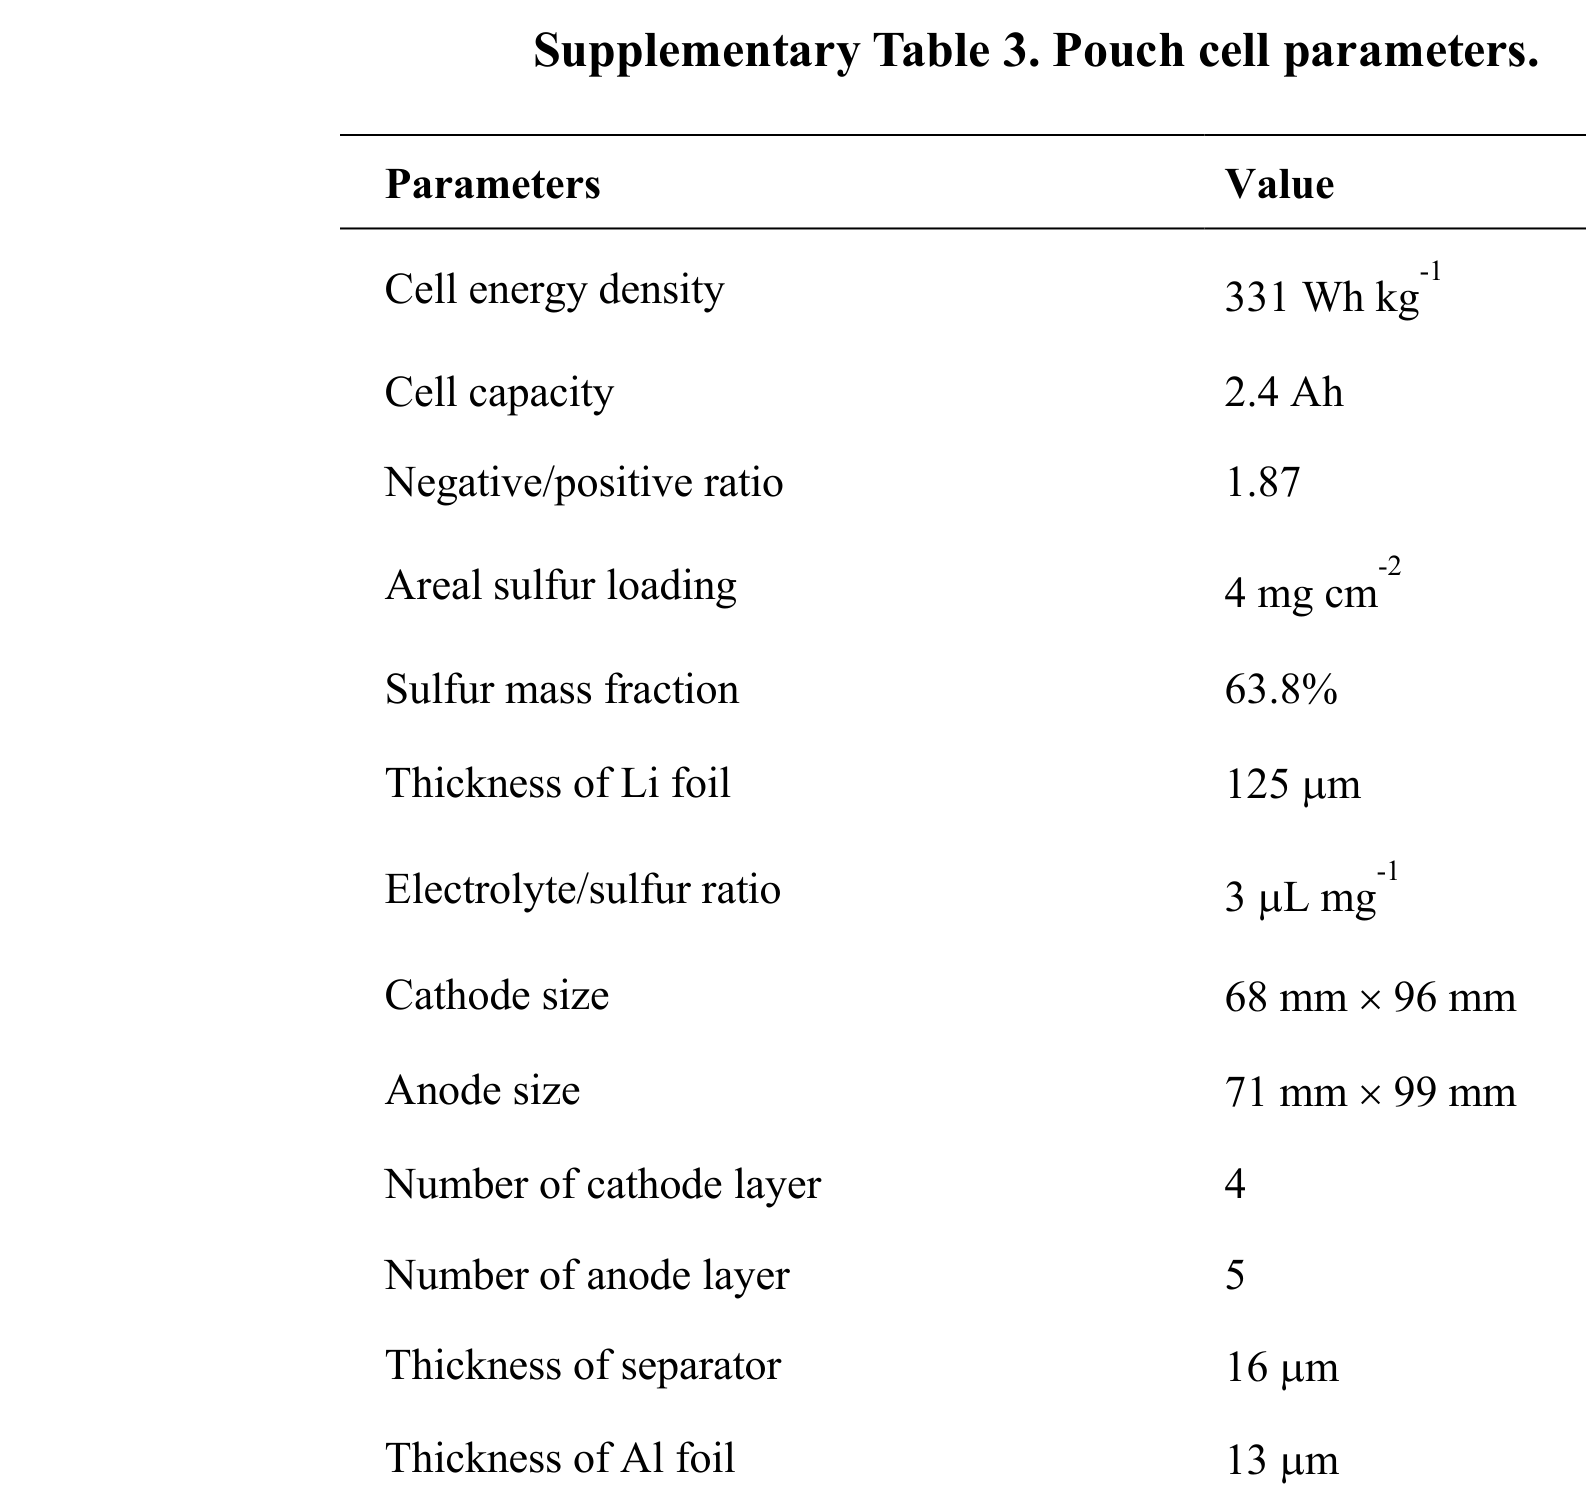 Supplementary Table 3. Pouch cell parameters.
Parameters Value
Cell energy density 331 Wh kg⁻¹
Cell capacity 2.4 Ah
Negative/positive ratio 1.87
Areal sulfur loading 4 mg cm⁻²
Sulfur mass fraction 63.8%
Thickness of Li foil 125 μm
Electrolyte/sulfur ratio 3 μL mg⁻¹
Cathode size 68 mm × 96 mm
Anode size 71 mm × 99 mm
Number of cathode layer 4
Number of anode layer 5
Thickness of separator 16 μm
Thickness of Al foil 13 μm